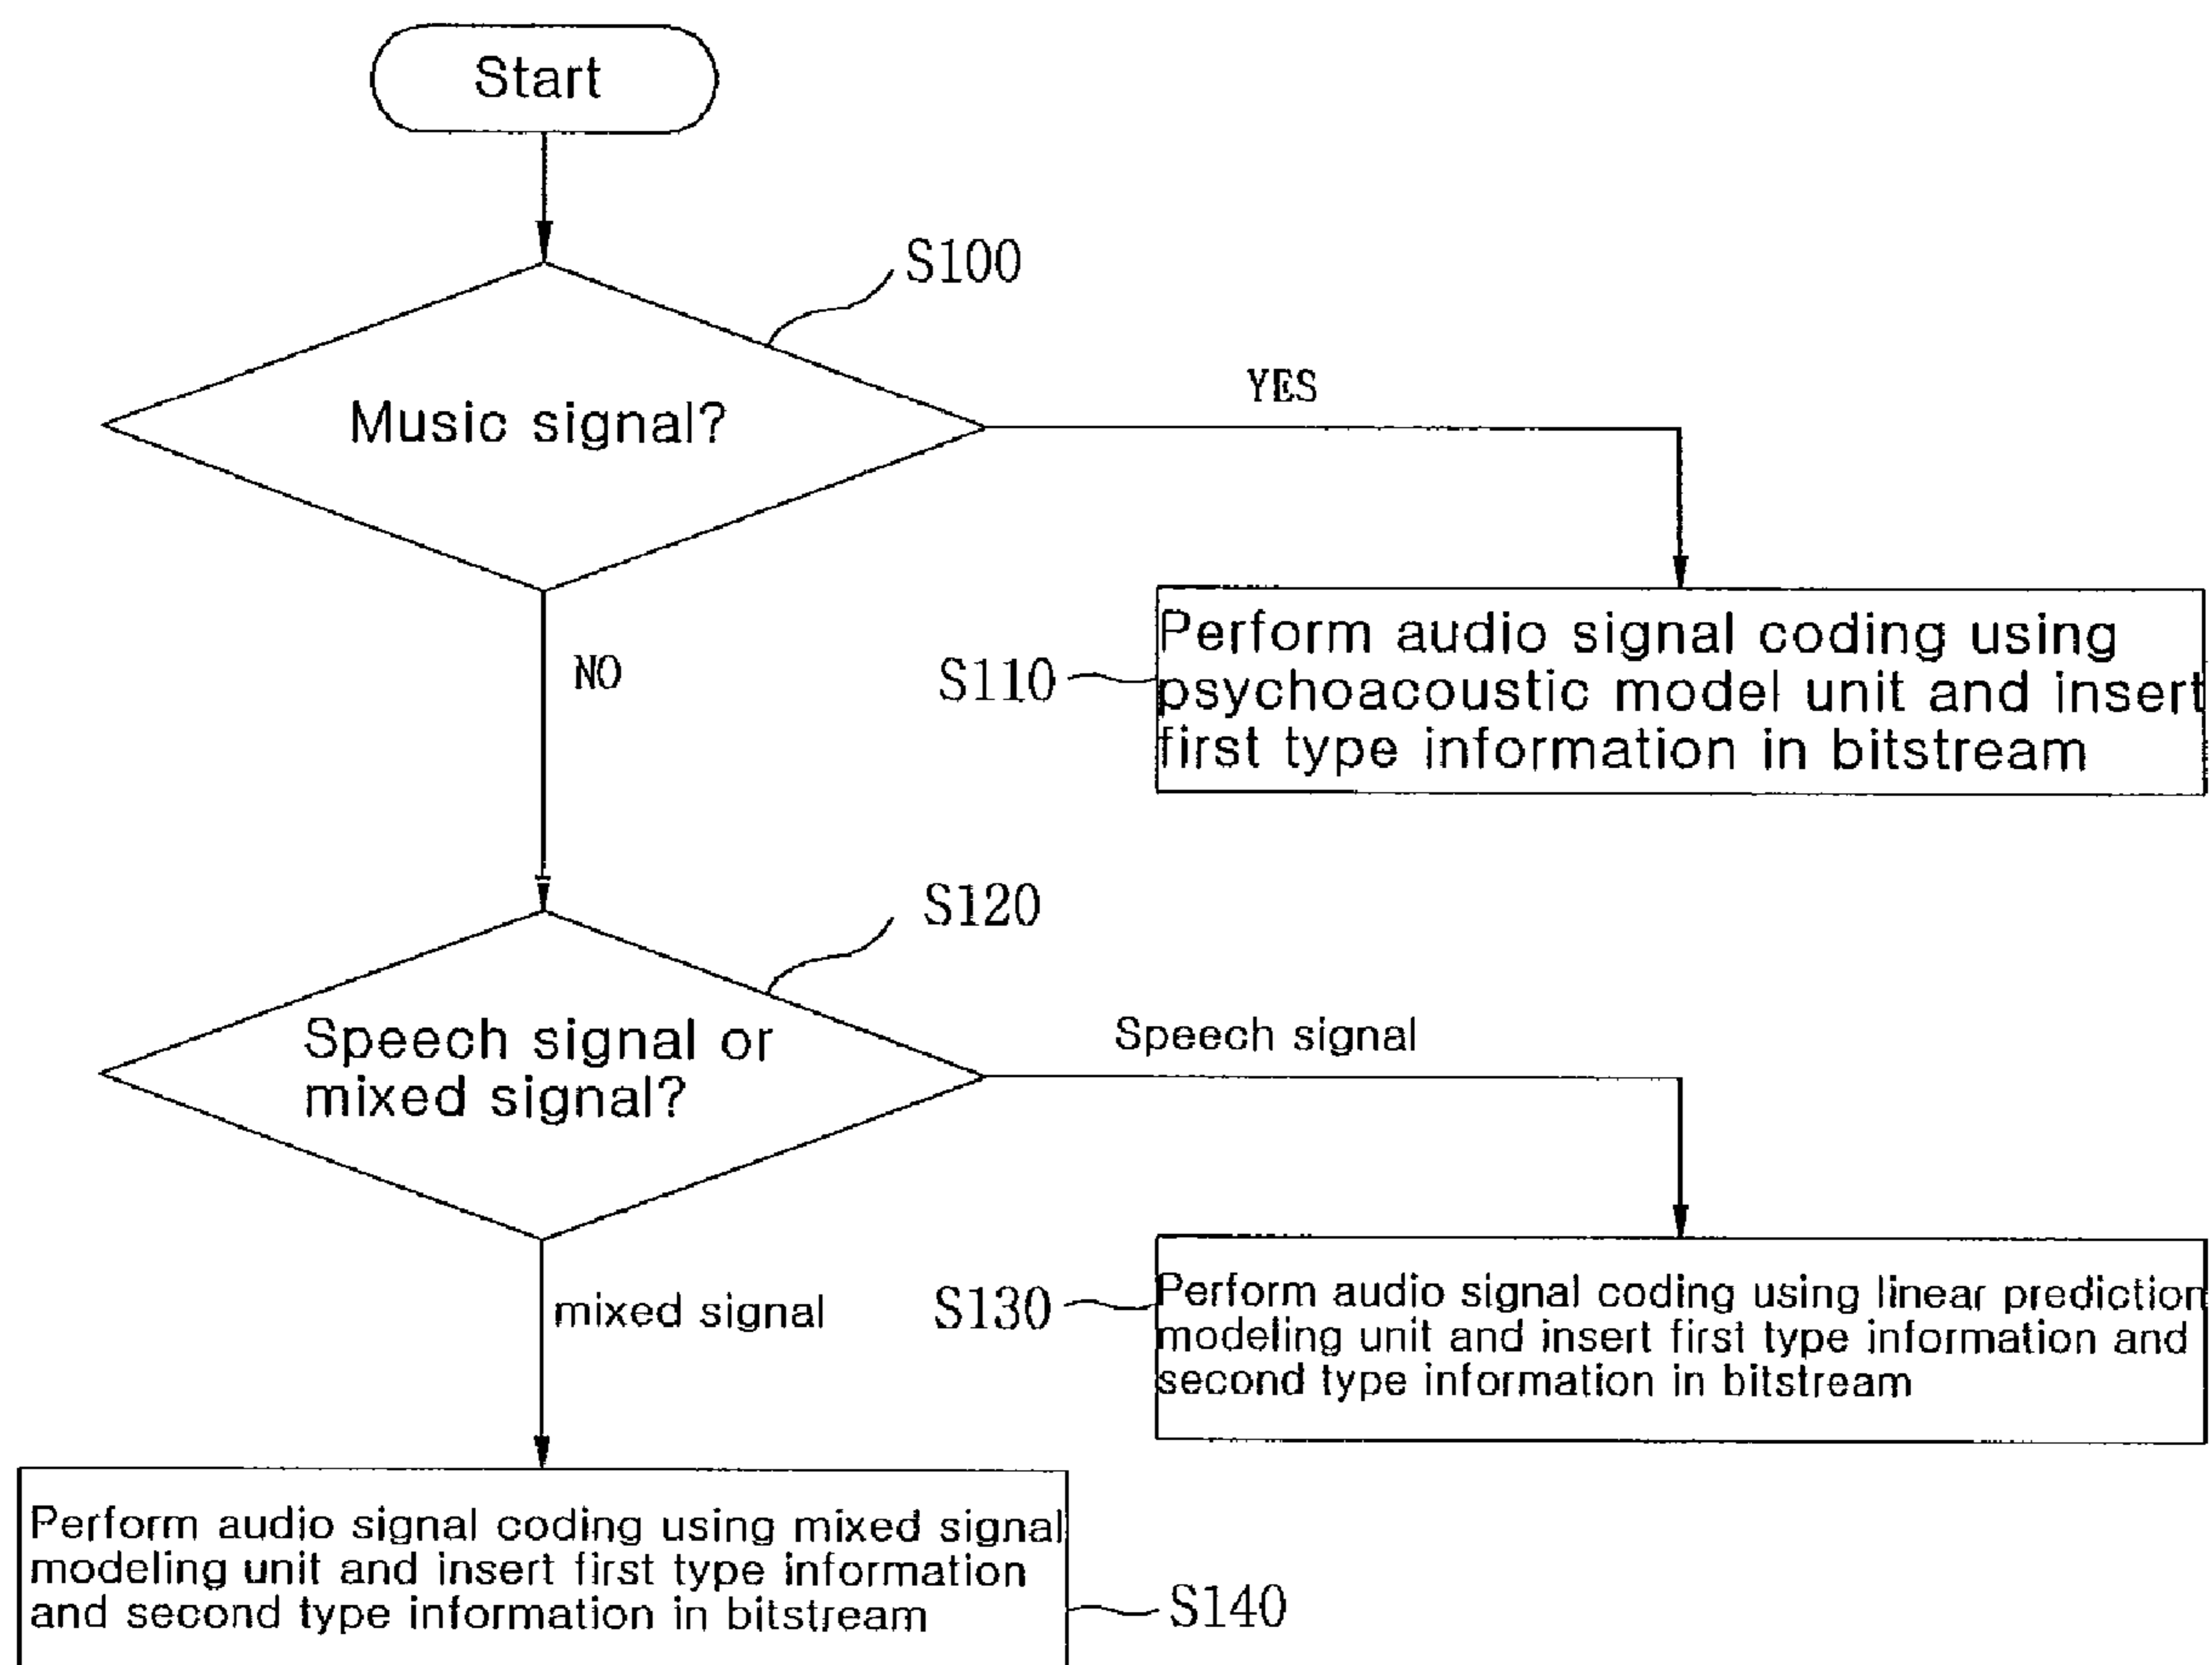 Start
S100
Music signal?
YES
NO
S110
Perform audio signal coding using
psychoacoustic model unit and insert
first type information in bitstream
S120
Speech signal or
mixed signal?
Speech signal
mixed signal
S130
Perform audio signal coding using linear prediction
modeling unit and insert first type information and
second type information in bitstream
Perform audio signal coding using mixed signal
modeling unit and insert first type information
and second type information in bitstream
S140